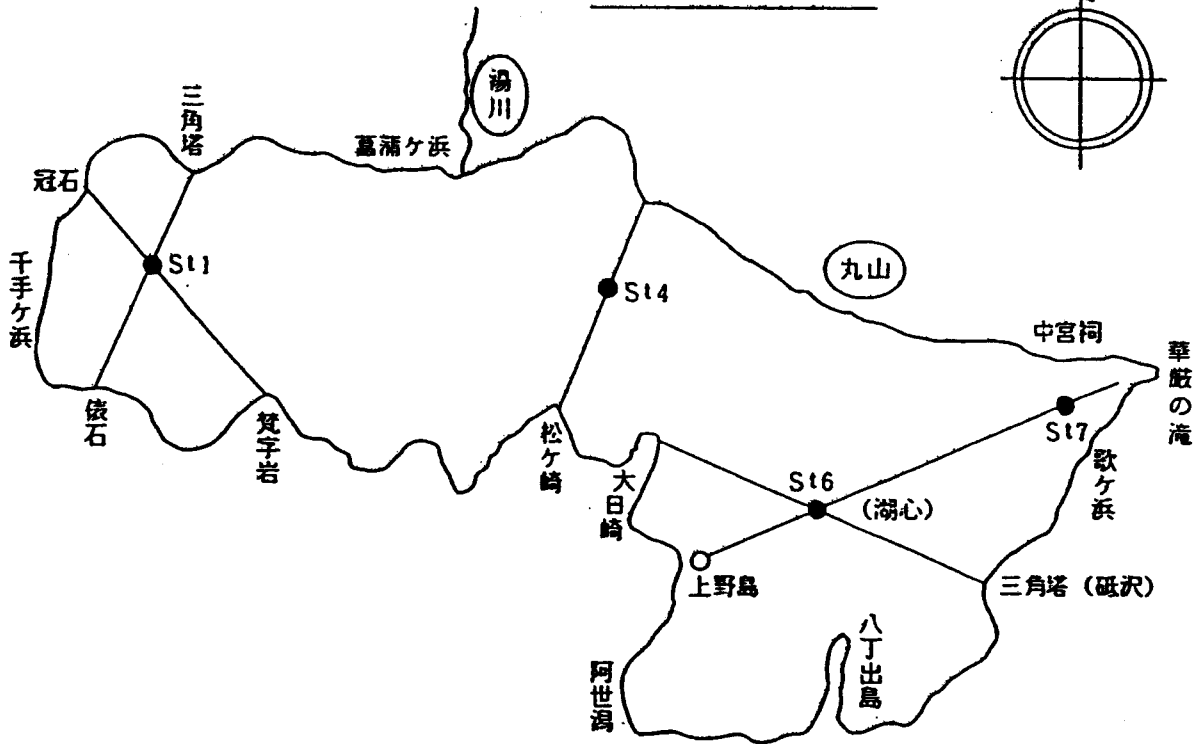 湯川
三角塔
菖蒲ケ浜
冠石
千手ケ浜
St1
俵石
梵字岩
St4
丸山
中宮祠
華厳の滝
St7
歌ケ浜
松ケ崎
大日崎
St6
(湖心)
上野島
三角塔(砥沢)
八丁出島
阿世潟